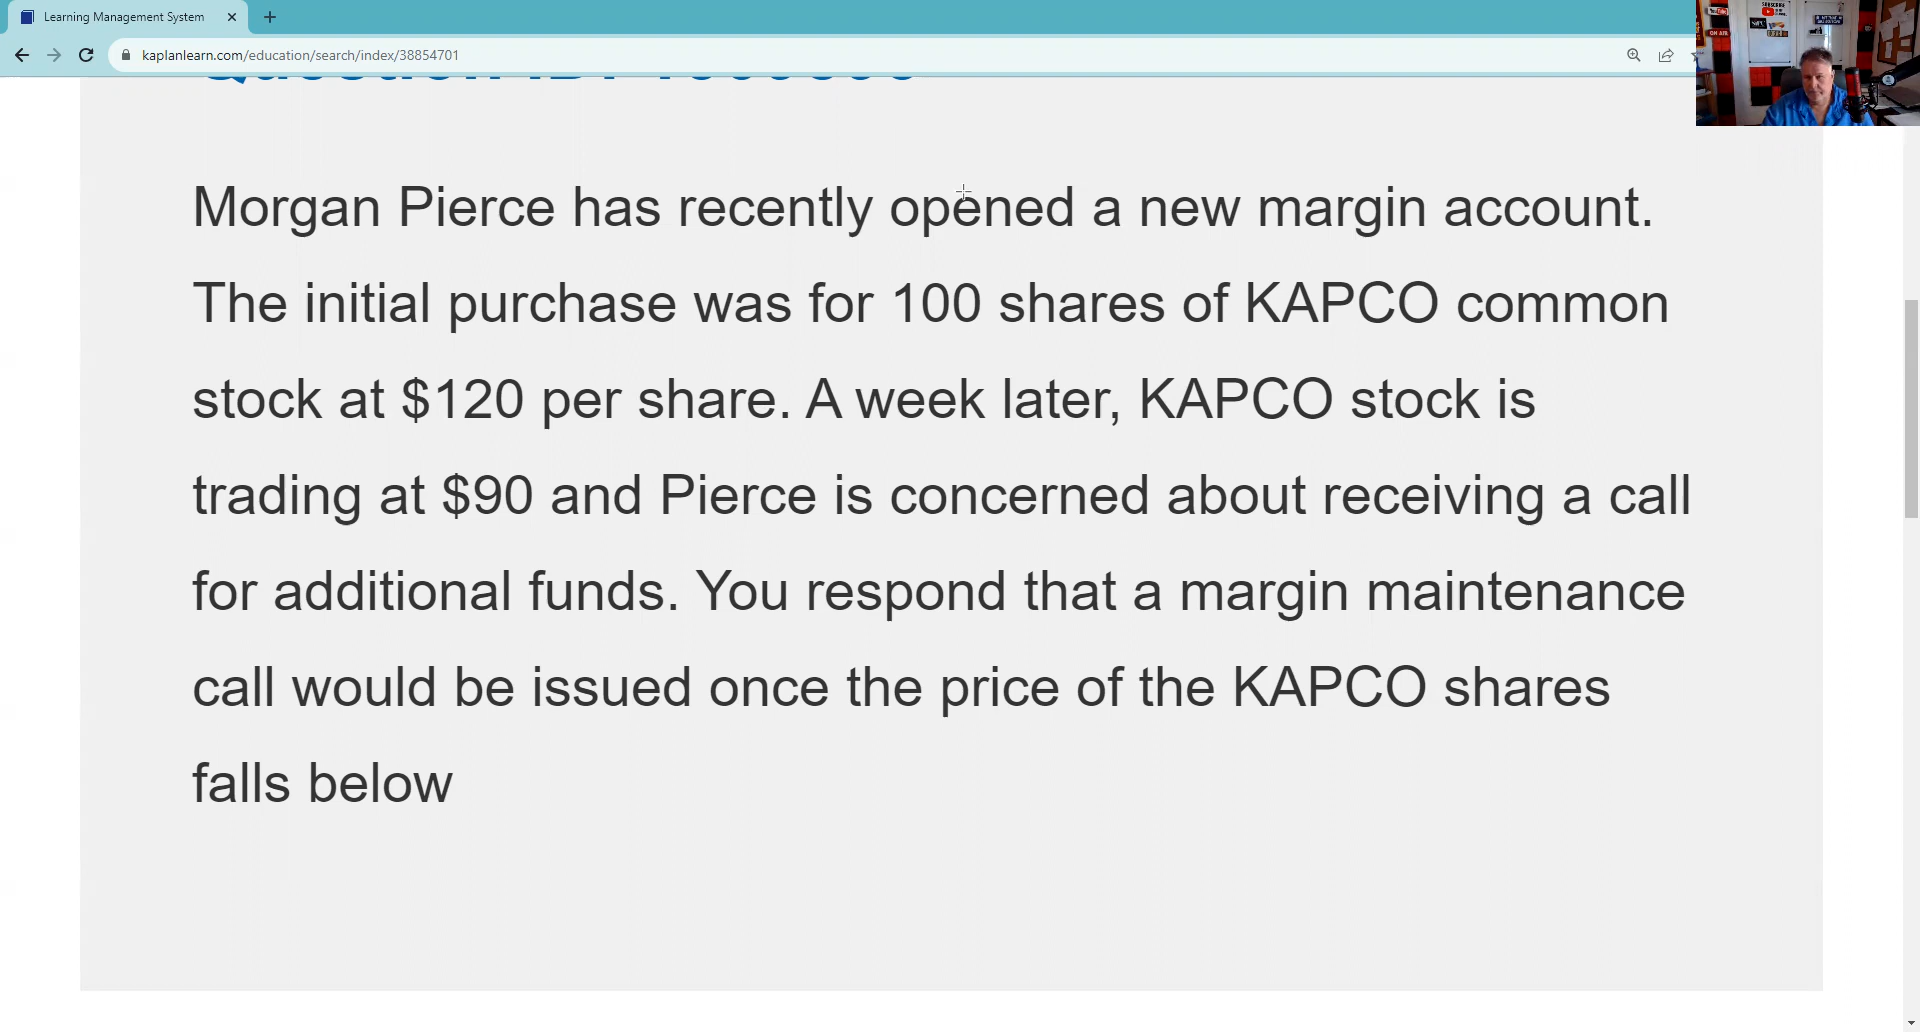 Learning Management System
kaplanlearn.com/education/search/index/38854701
SUBSCRIBE
ON AIR
Morgan Pierce has recently opened a new margin account.
The initial purchase was for 100 shares of KAPCO common
stock at $120 per share. A week later, KAPCO stock is
trading at $90 and Pierce is concerned about receiving a call
for additional funds. You respond that a margin maintenance
call would be issued once the price of the KAPCO shares
falls below